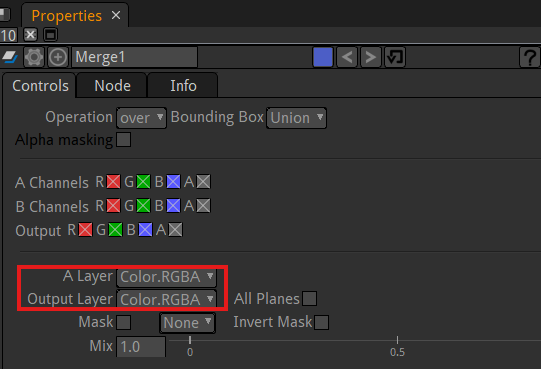 Properties ×
10
Merge1 < > ?
Controls Node Info
Operation over Bounding Box Union
Alpha masking
A Channels R G B A
B Channels R G B A
Output R G B A
A Layer Color.RGBA
Output Layer Color.RGBA All Planes
Mask None Invert Mask
Mix 1.0 0 0.5